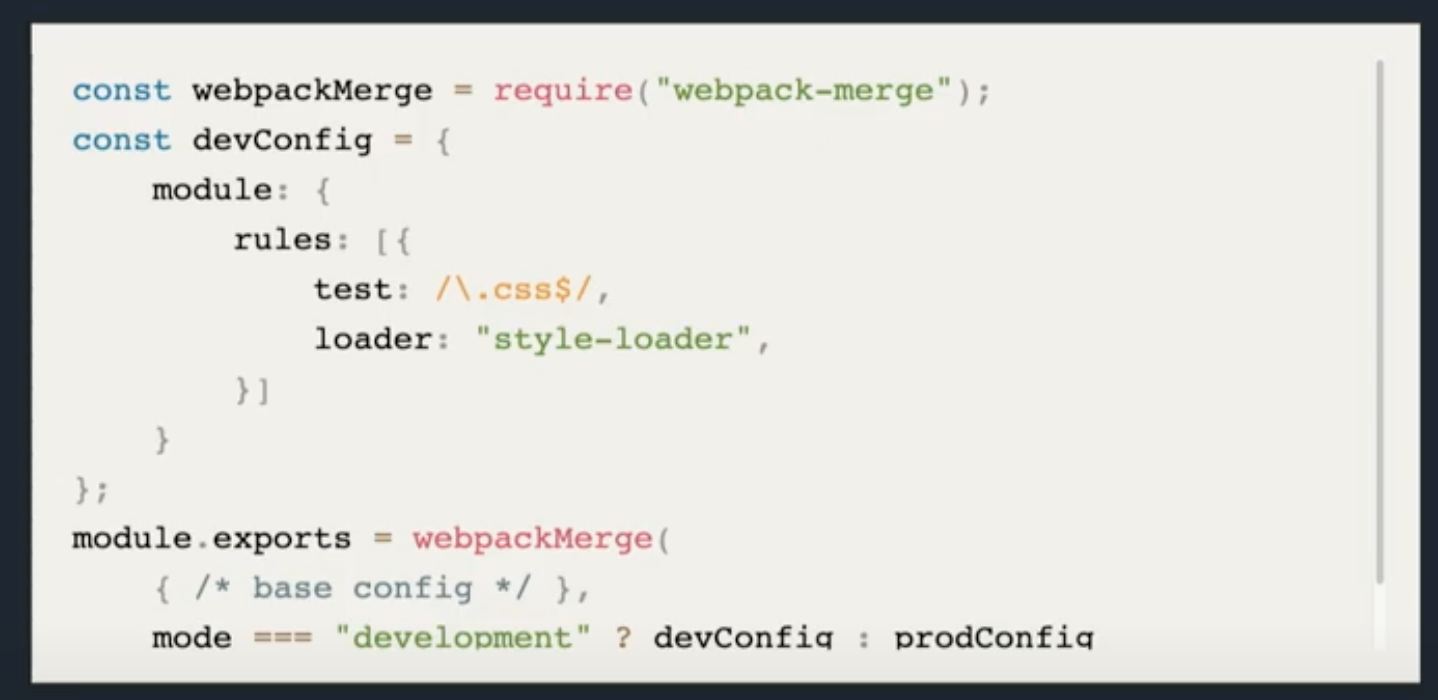 const webpackMerge = require("webpack-merge");
const devConfig = {
    module: {
        rules: [{
            test: /\.css$/,
            loader: "style-loader",
        }]
    }
};
module.exports = webpackMerge(
    { /* base config */ },
    mode === "development" ? devConfig : prodConfig